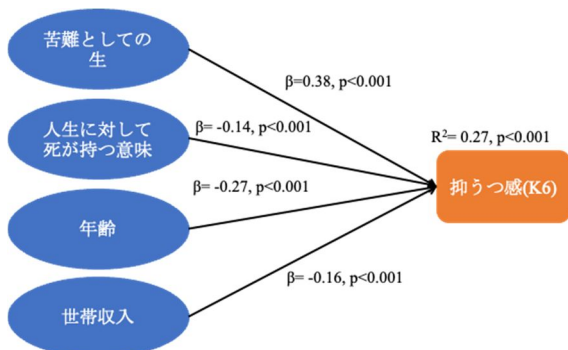 苦難としての
生
β=0.38, p<0.001
人生に対して
死が持つ意味
β= -0.14, p<0.001
R²= 0.27, p<0.001
抑うつ感(K6)
β= -0.27, p<0.001
年齢
β= -0.16, p<0.001
世帯収入